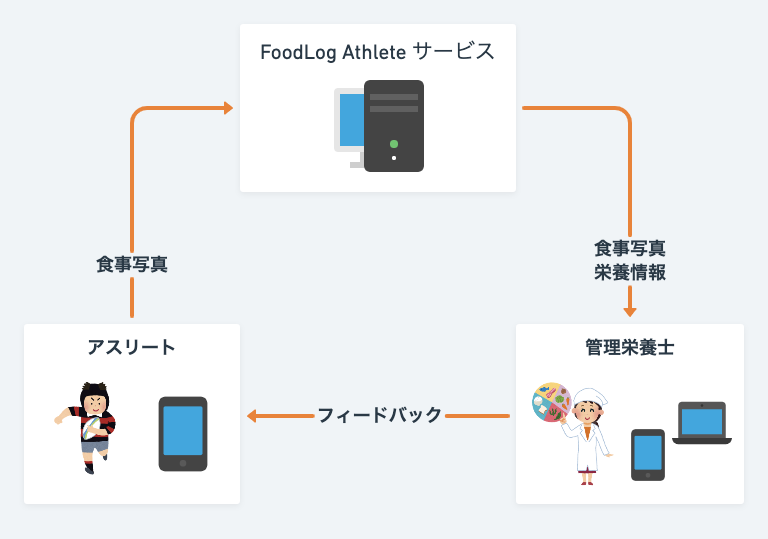 FoodLog Athlete サービス
食事写真
食事写真
栄養情報
アスリート
管理栄養士
フィードバック